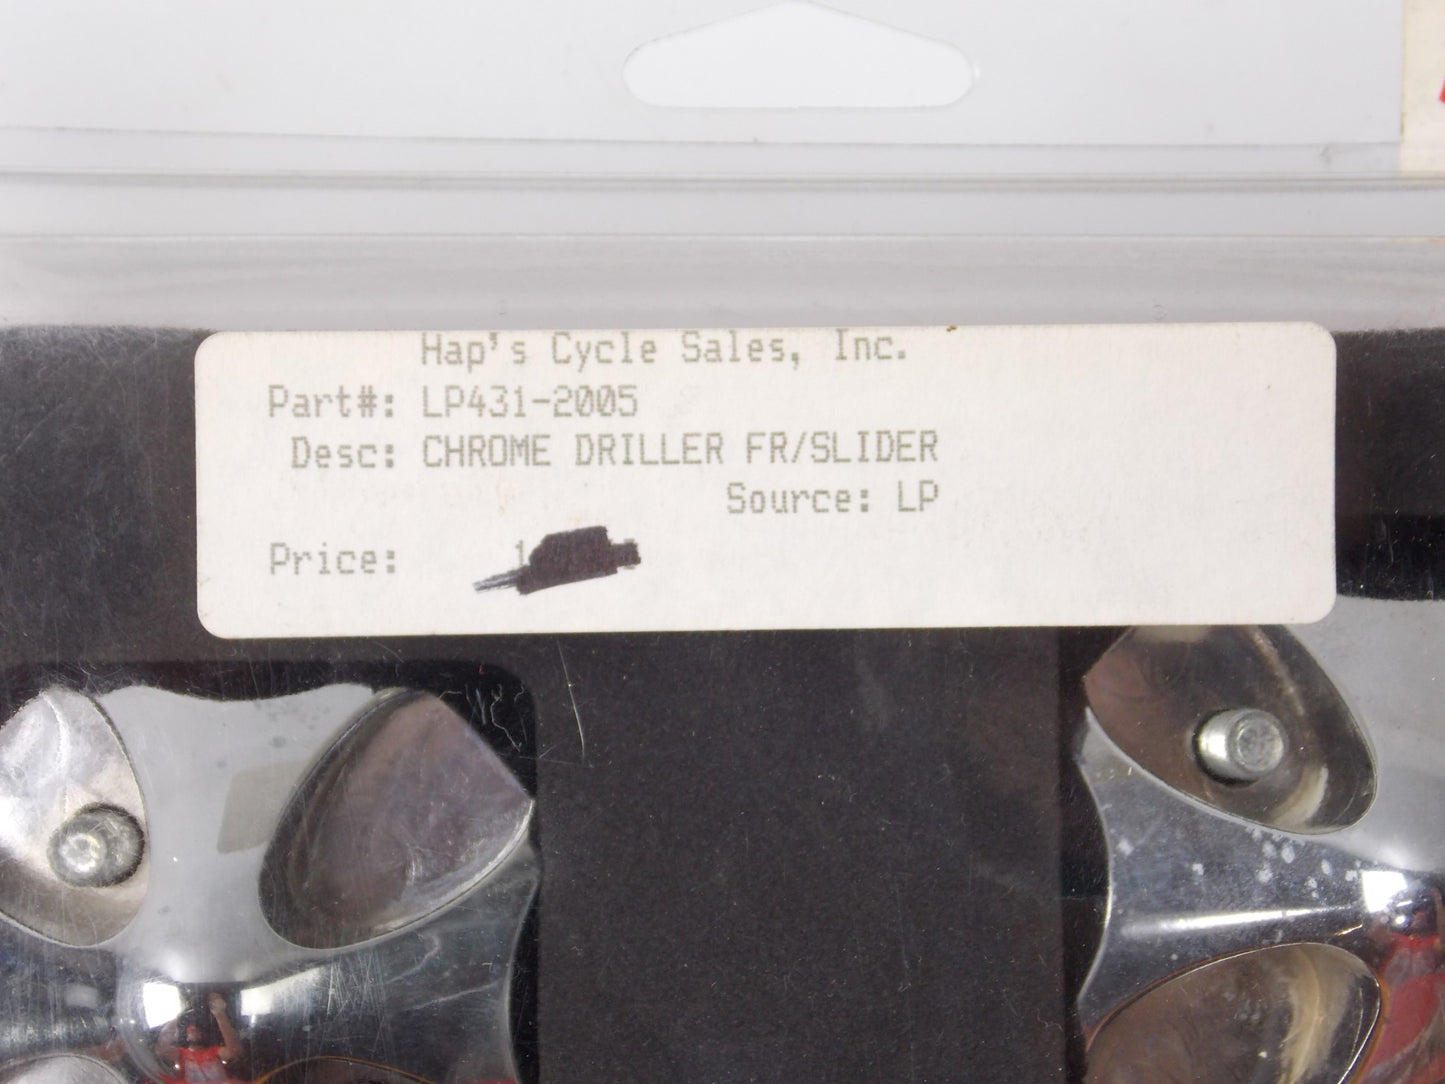 Hap's Cycle Sales, Inc.
Part#: LP431-2005
Desc: CHROME DRILLER FR/SLIDER
Source: LP
Price: